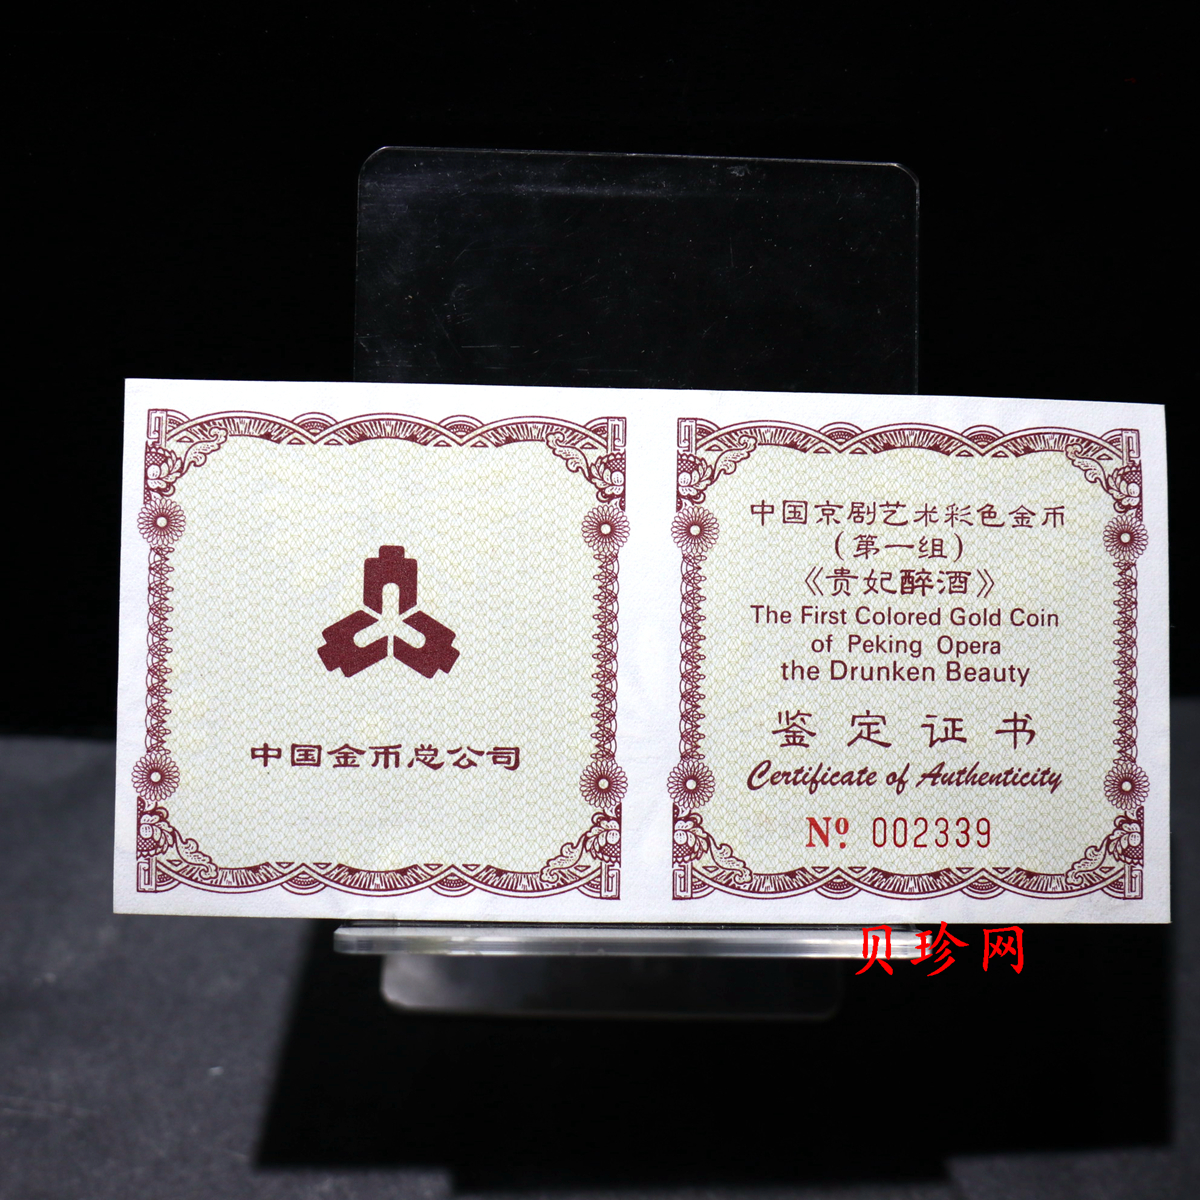 中国金币总公司
中国京剧艺术彩色金币
（第一组）
《贵妃醉酒》
The First Colored Gold Coin
of Peking Opera
the Drunken Beauty
鉴定证书
Certificate of Authenticity
Nº. 002339
贝珍网